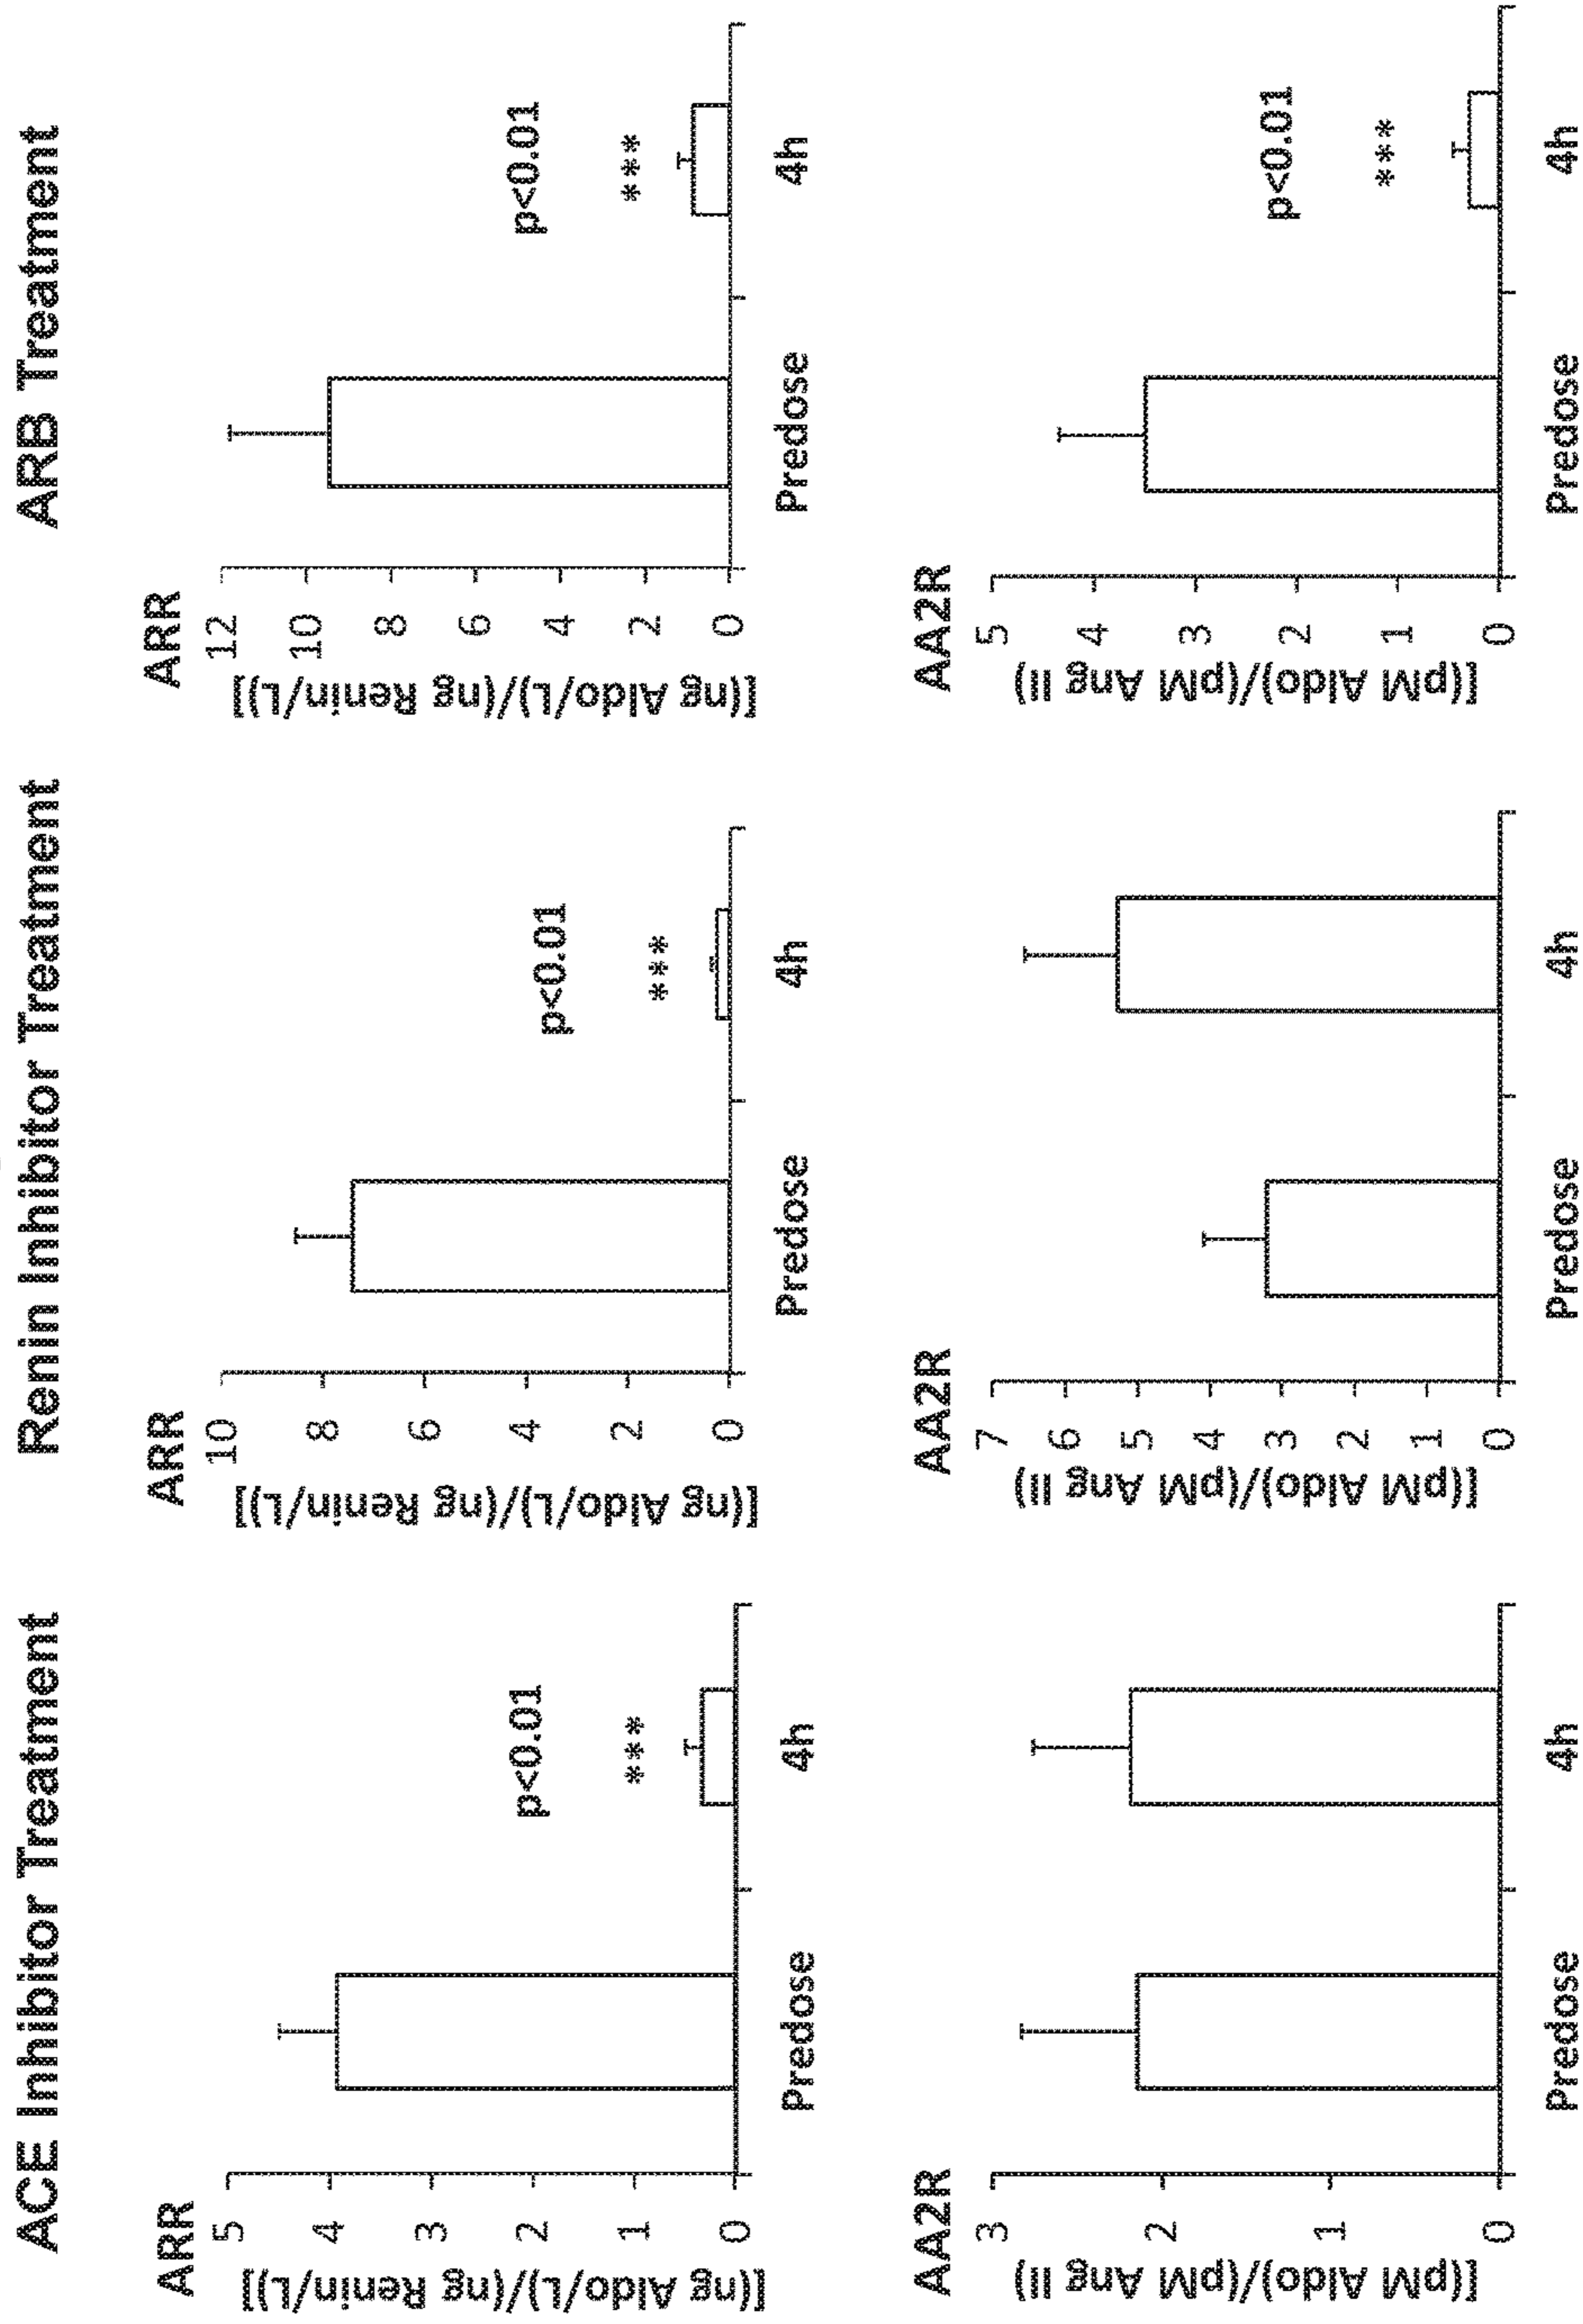 ACE Inhibitor Treatment
ARR
[(ng Aldo/L)/(ng Renin/L)]
5
4
3
2
1
0
p<0.01
***
Predose
4h
AA2R
[(pM Aldo)/(pM Ang II)
3
2
1
0
Predose
4h
Renin Inhibitor Treatment
ARR
[(ng Aldo/L)/(ng Renin/L)]
10
8
6
4
2
0
p<0.01
***
Predose
4h
AA2R
[(pM Aldo)/(pM Ang II)
7
6
5
4
3
2
1
0
Predose
4h
ARB Treatment
ARR
[(ng Aldo/L)/(ng Renin/L)]
12
10
8
6
4
2
0
p<0.01
***
Predose
4h
AA2R
[(pM Aldo)/(pM Ang II)
5
4
3
2
1
0
p<0.01
***
Predose
4h